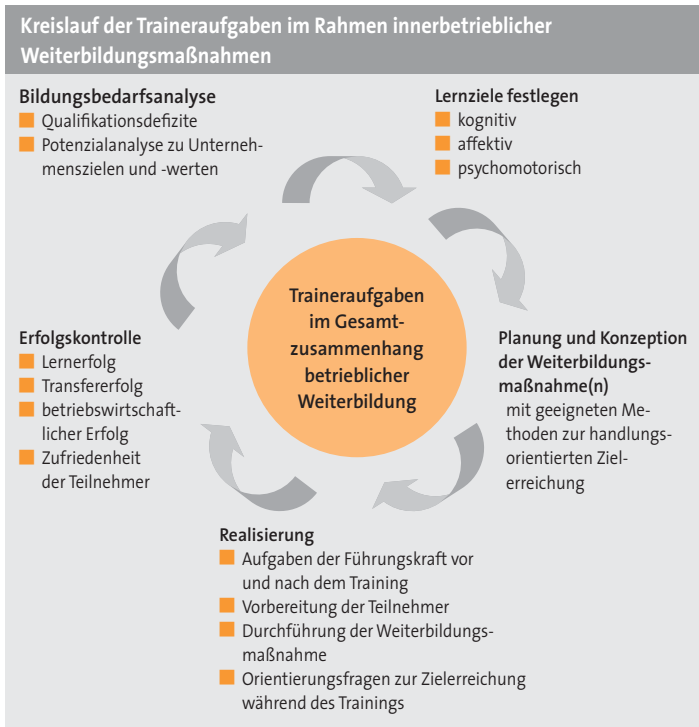 Kreislauf der Traineraufgaben im Rahmen innerbetrieblicher
Weiterbildungsmaßnahmen
Bildungsbedarfsanalyse
Qualifikationsdefizite
Potenzialanalyse zu Unterneh-
menszielen und -werten
Lernziele festlegen
kognitiv
affektiv
psychomotorisch
Traineraufgaben
im Gesamt-
zusammenhang
betrieblicher
Weiterbildung
Planung und Konzeption
der Weiterbildungs-
maßnahme(n)
mit geeigneten Me-
thoden zur handlungs-
orientierten Ziel-
erreichung
Erfolgskontrolle
Lernerfolg
Transfererfolg
betriebswirtschaft-
licher Erfolg
Zufriedenheit
der Teilnehmer
Realisierung
Aufgaben der Führungskraft vor
und nach dem Training
Vorbereitung der Teilnehmer
Durchführung der Weiterbildungs-
maßnahme
Orientierungsfragen zur Zielerreichung
während des Trainings